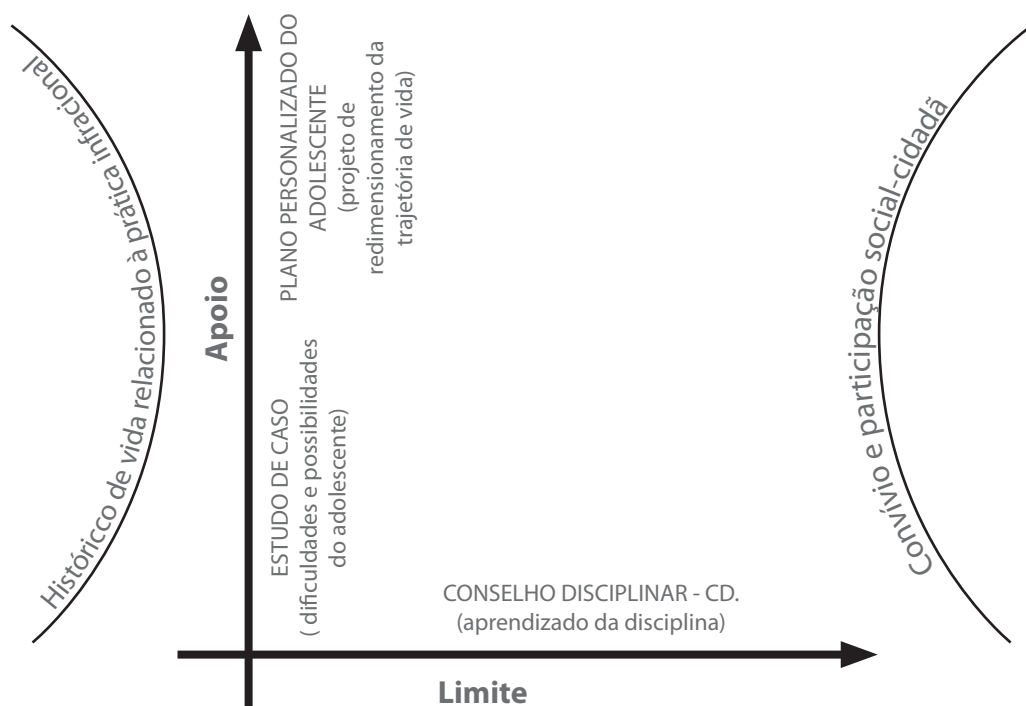 Históricco de vida relacionado à prática infracional
Apoio
PLANO PERSONALIZADO DO
ADOLESCENTE
(projeto de
redimensionamento da
trajetória de vida)
ESTUDO DE CASO
( dificuldades e possibilidades
do adolescente)
CONSELHO DISCIPLINAR - CD.
(aprendizado da disciplina)
Limite
Convívio e participação social-cidadã